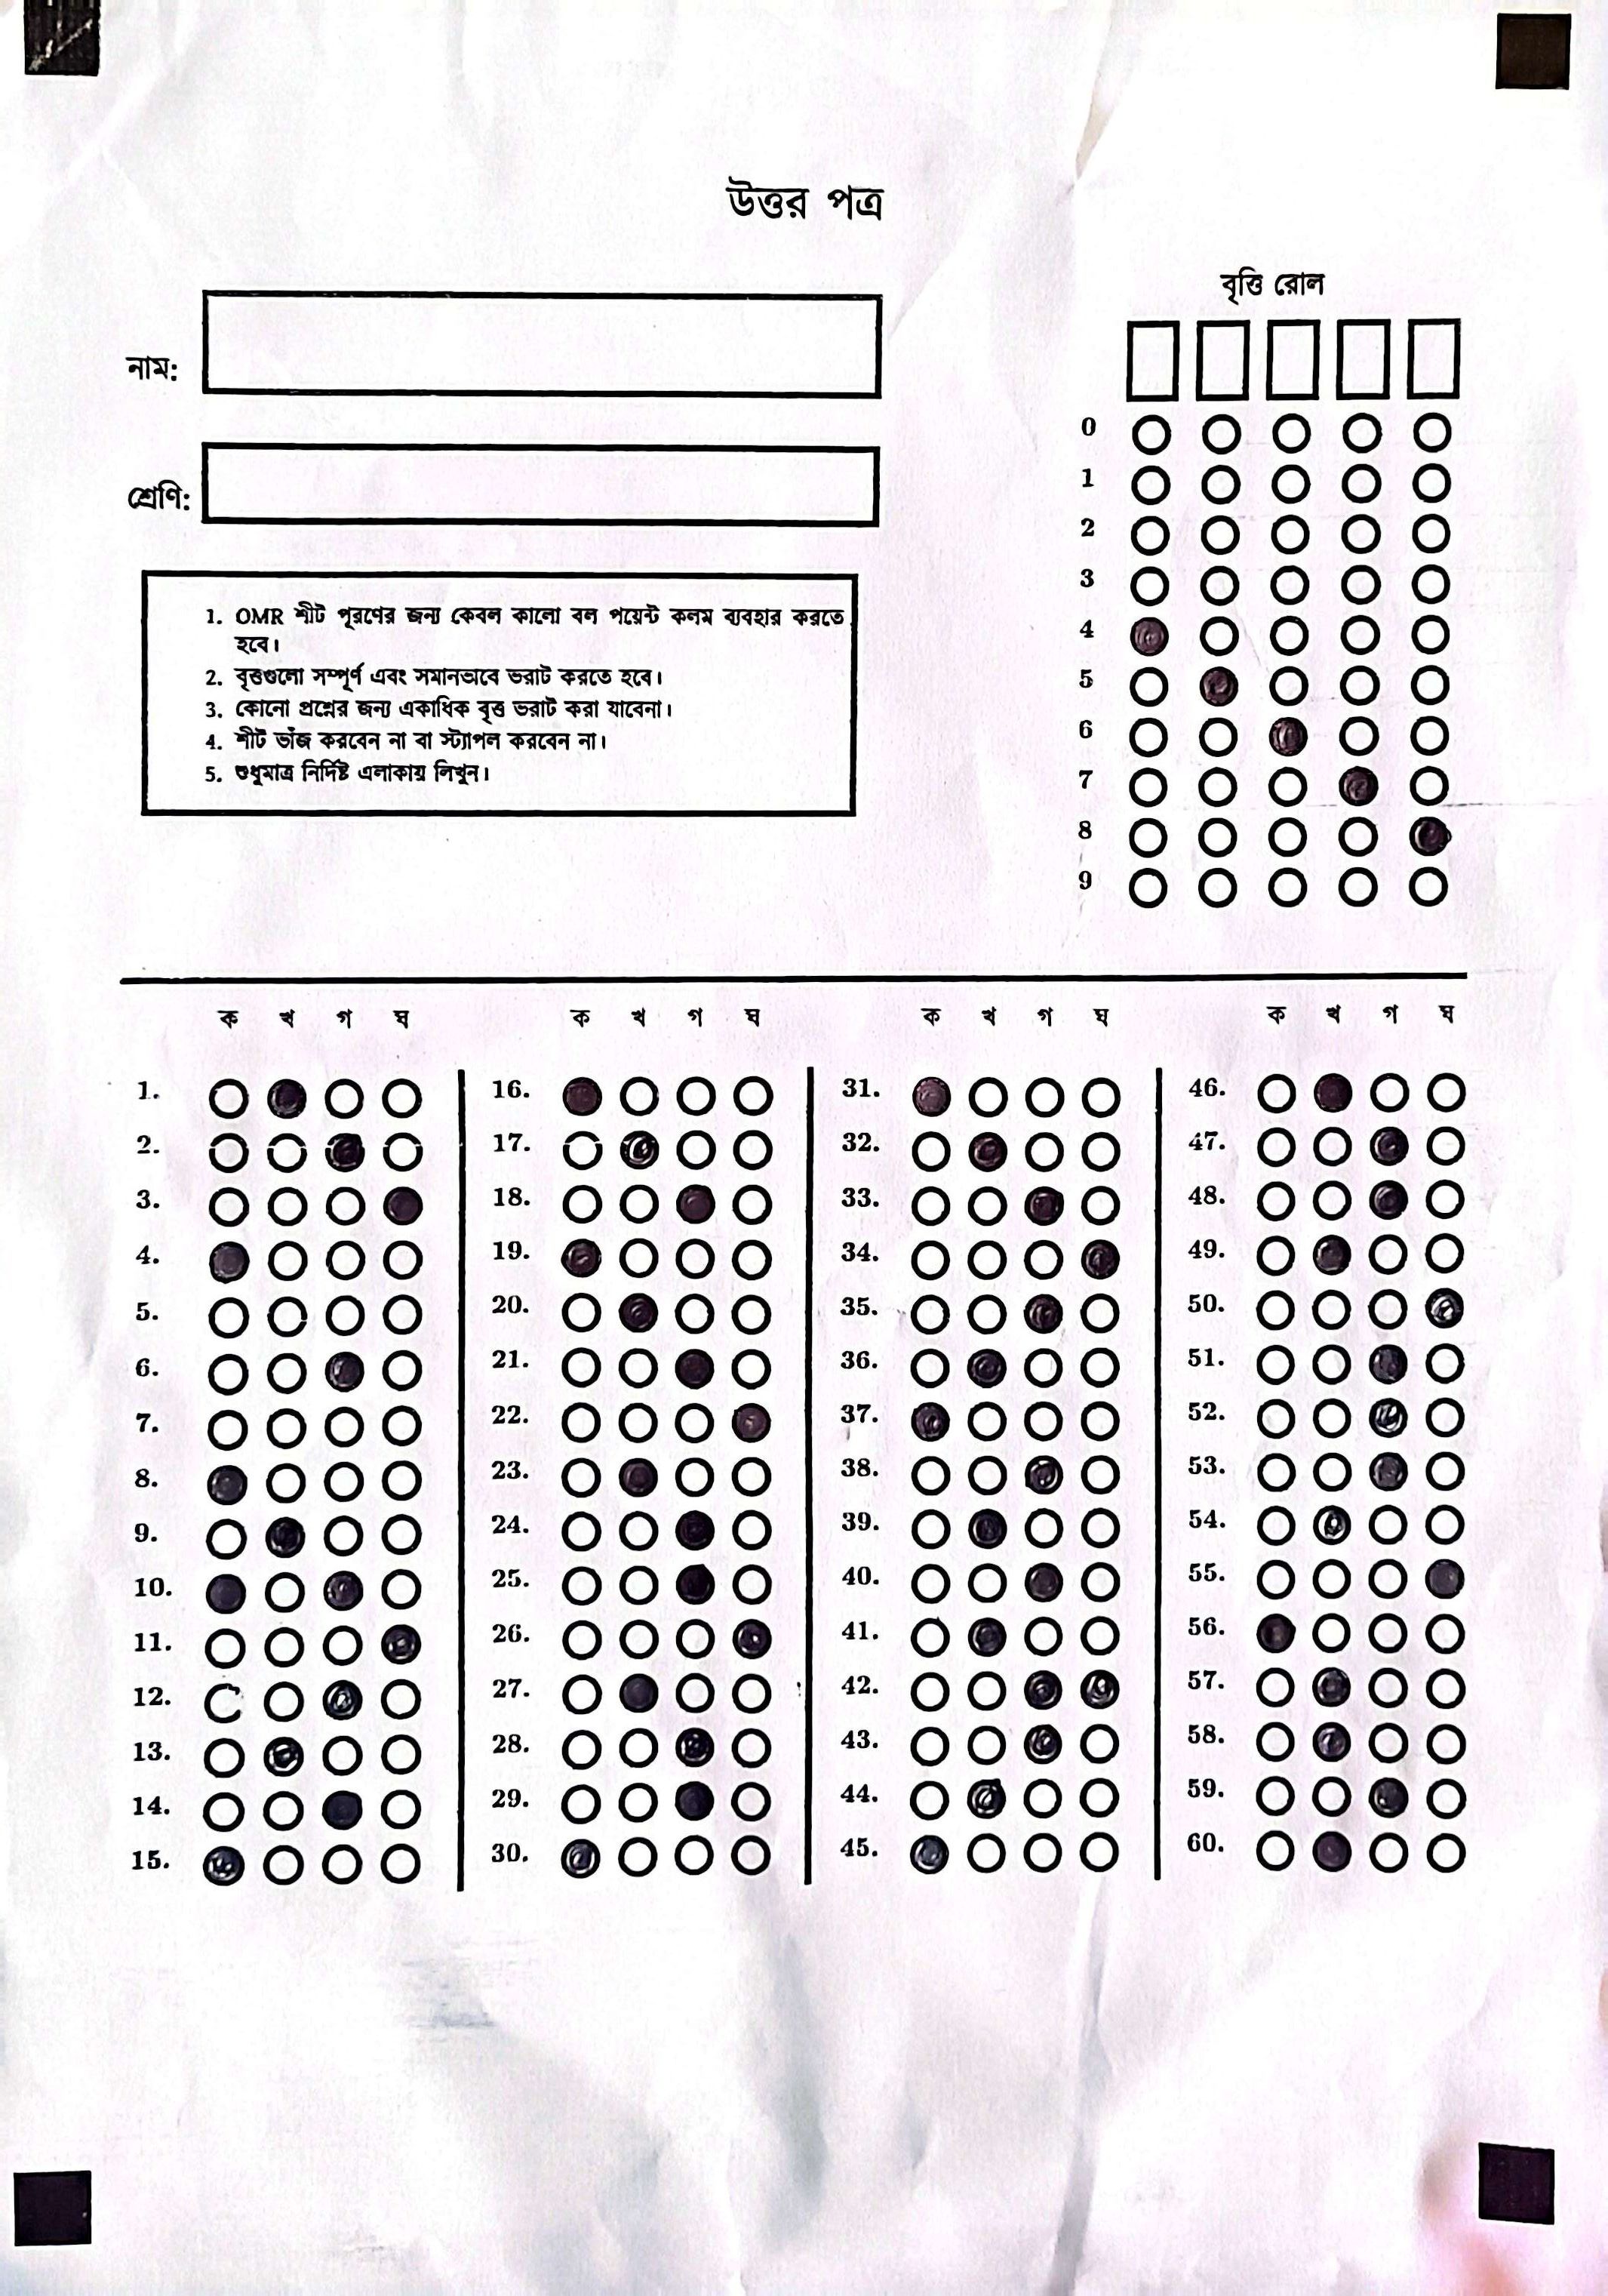 উত্তর পত্র
বৃত্তি রোল
নাম:
শ্রেণি:
1. OMR শীট পূরণের জন্য কেবল কালো বল পয়েন্ট কলম ব্যবহার করতে
হবে।
2. বৃত্তগুলো সম্পূর্ণ এবং সমানভাবে ভরাট করতে হবে।
3. কোনো প্রশ্নের জন্য একাধিক বৃত্ত ভরাট করা যাবেনা।
4. শীট ভাঁজ করবেন না বা স্ট্যাপল করবেন না।
5. শুধুমাত্র নির্দিষ্ট এলাকায় লিখুন।
0
1
2
3
4
5
6
7
8
9
ক খ গ ঘ ক খ গ ঘ ক খ গ ঘ ক খ গ ঘ
1. 16. 31. 46.
2. 17. 32. 47.
3. 18. 33. 48.
4. 19. 34. 49.
5. 20. 35. 50.
6. 21. 36. 51.
7. 22. 37. 52.
8. 23. 38. 53.
9. 24. 39. 54.
10. 25. 40. 55.
11. 26. 41. 56.
12. 27. 42. 57.
13. 28. 43. 58.
14. 29. 44. 59.
15. 30. 45. 60.